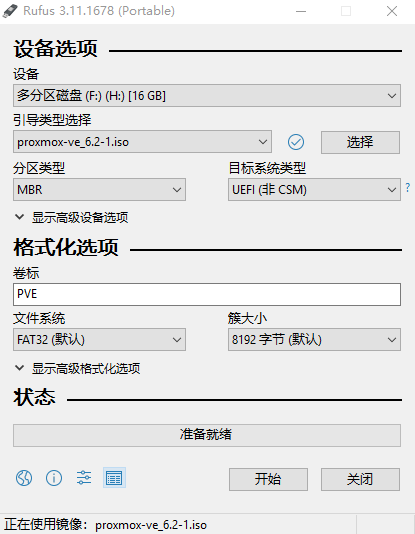 Rufus 3.11.1678 (Portable)
设备选项
设备
多分区磁盘 (F:) (H:) [16 GB]
引导类型选择
proxmox-ve_6.2-1.iso
选择
分区类型
目标系统类型
MBR
UEFI (非 CSM)
?
显示高级设备选项
格式化选项
卷标
PVE
文件系统
簇大小
FAT32 (默认)
8192 字节 (默认)
显示高级格式化选项
状态
准备就绪
开始
关闭
正在使用镜像：proxmox-ve_6.2-1.iso